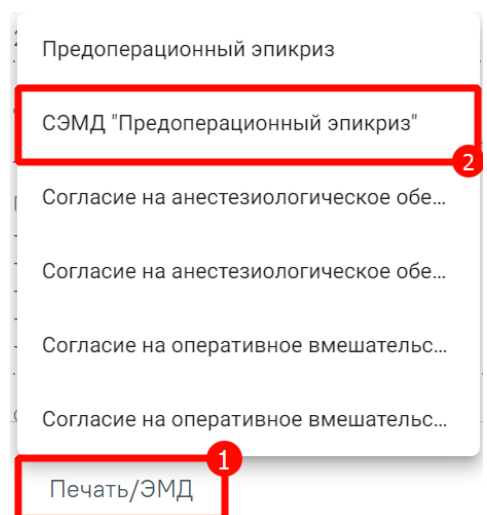 Предоперационный эпикриз
СЭМД "Предоперационный эпикриз"
2
Согласие на анестезиологическое обе...
Согласие на анестезиологическое обе...
Согласие на оперативное вмешательс...
Согласие на оперативное вмешательс...
1
Печать/ЭМД